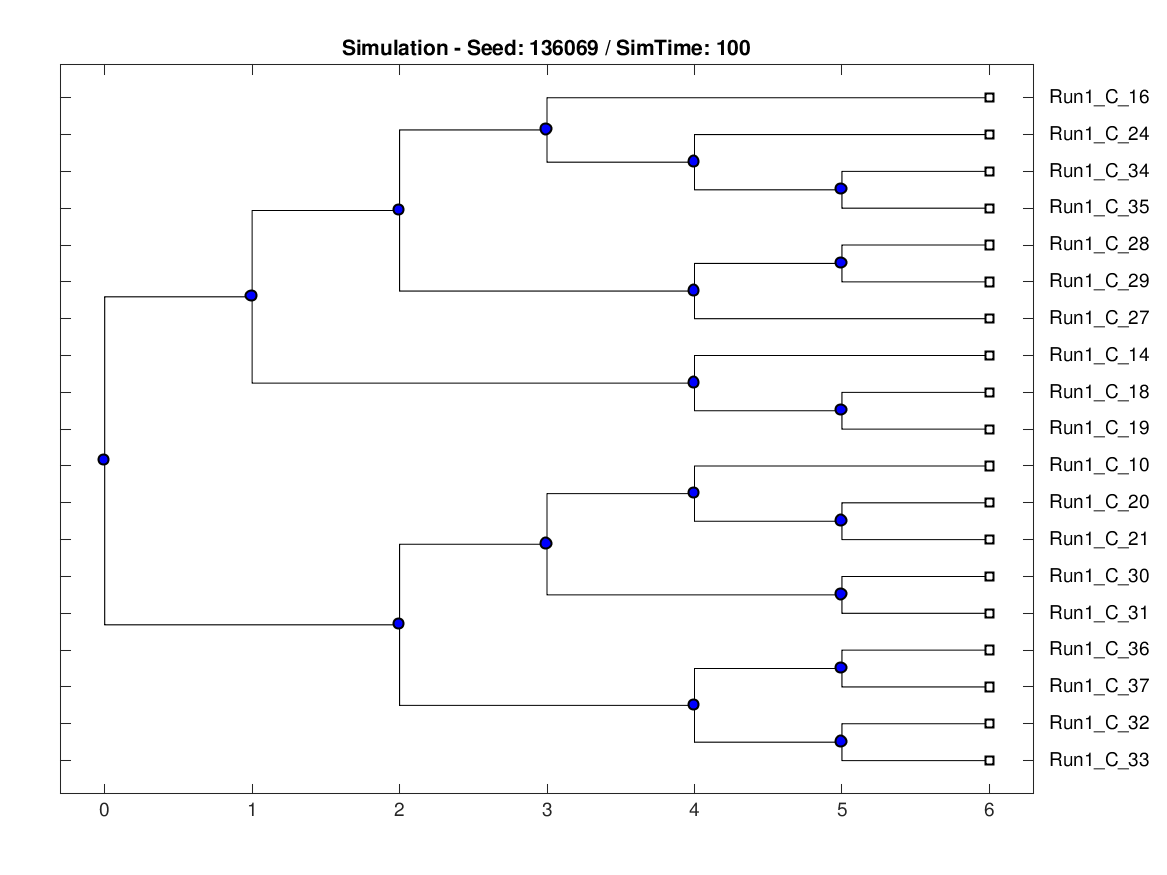 Simulation - Seed: 136069 / SimTime: 100
Run1_C_16
Run1_C_24
Run1_C_34
Run1_C_35
Run1_C_28
Run1_C_29
Run1_C_27
Run1_C_14
Run1_C_18
Run1_C_19
Run1_C_10
Run1_C_20
Run1_C_21
Run1_C_30
Run1_C_31
Run1_C_36
Run1_C_37
Run1_C_32
Run1_C_33
0 1 2 3 4 5 6